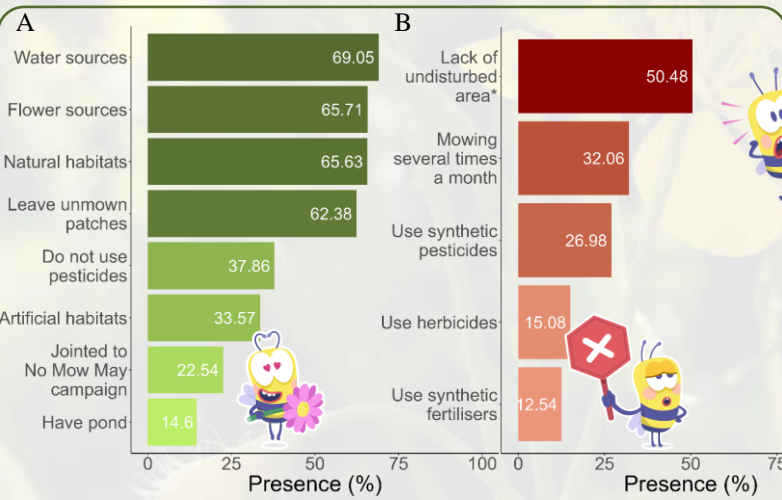 A
Water sources
69.05
Flower sources
65.71
Natural habitats
65.63
Leave unmown
patches
62.38
Do not use
pesticides
37.86
Artificial habitats
33.57
Jointed to
No Mow May
campaign
22.54
Have pond
14.6
0 25 50 75 100
Presence (%)
B
Lack of
undisturbed
area*
50.48
Mowing
several times
a month
32.06
Use synthetic
pesticides
26.98
Use herbicides
15.08
Use synthetic
fertilisers
12.54
0 25 50 75
Presence (%)